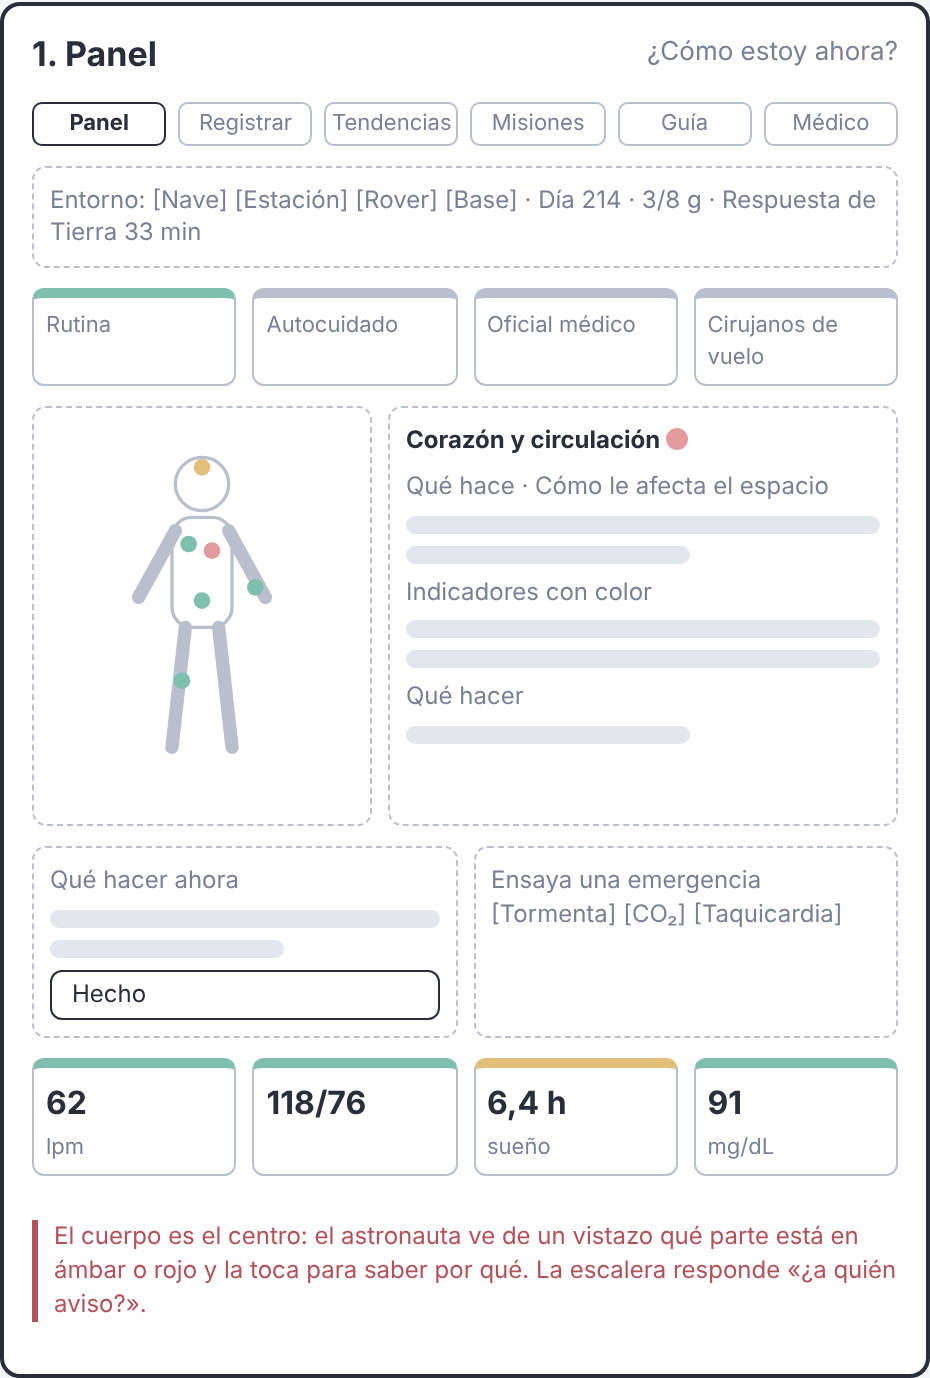 1. Panel
¿Cómo estoy ahora?
Panel
Registrar
Tendencias
Misiones
Guía
Médico
Entorno: [Nave] [Estación] [Rover] [Base] · Día 214 · 3/8 g · Respuesta de
Tierra 33 min
Rutina
Autocuidado
Oficial médico
Cirujanos de
vuelo
Corazón y circulación
Qué hace · Cómo le afecta el espacio
Indicadores con color
Qué hacer
Qué hacer ahora
Hecho
Ensaya una emergencia
[Tormenta] [CO₂] [Taquicardia]
62
lpm
118/76
6,4 h
sueño
91
mg/dL
El cuerpo es el centro: el astronauta ve de un vistazo qué parte está en
ámbar o rojo y la toca para saber por qué. La escalera responde «¿a quién
aviso?».